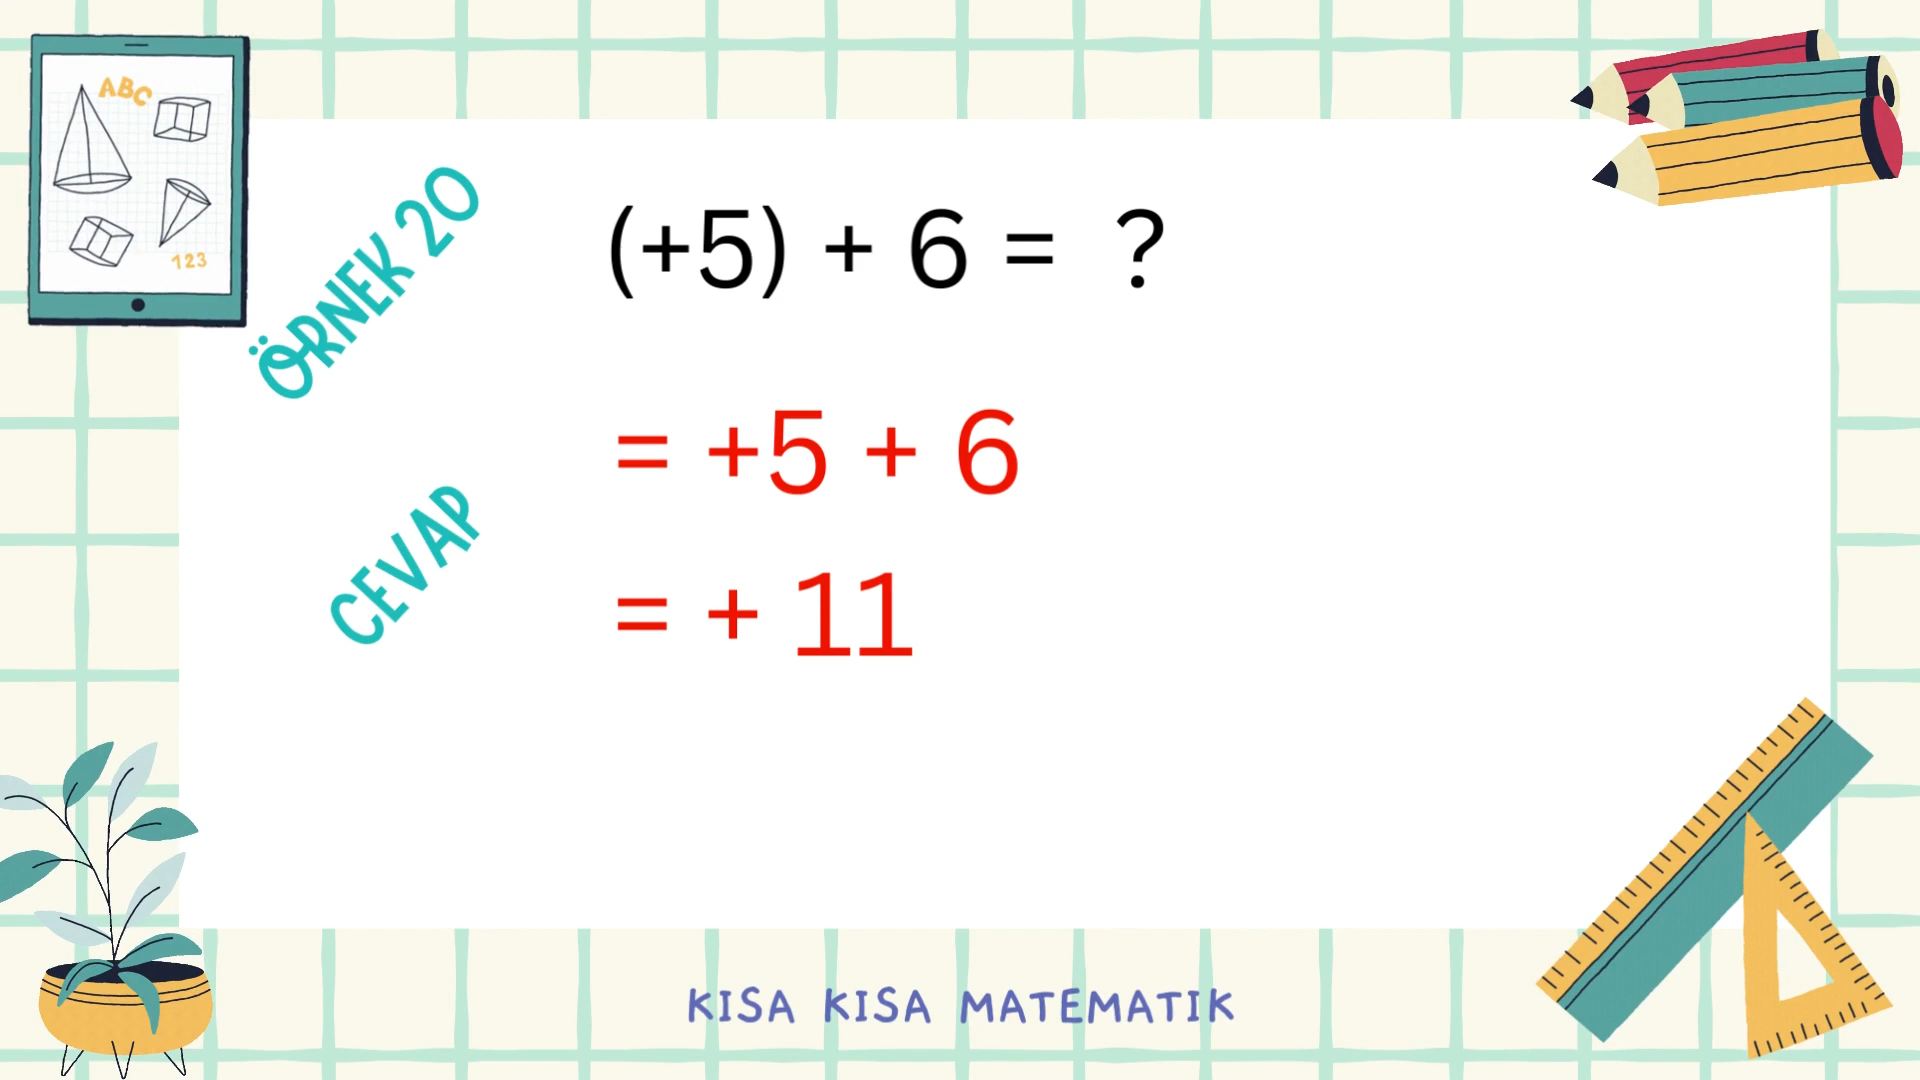 ABC
123
ÖRNEK 20
(+5) + 6 = ?
= +5 + 6
CEVAP
= + 11
KISA KISA MATEMATIK